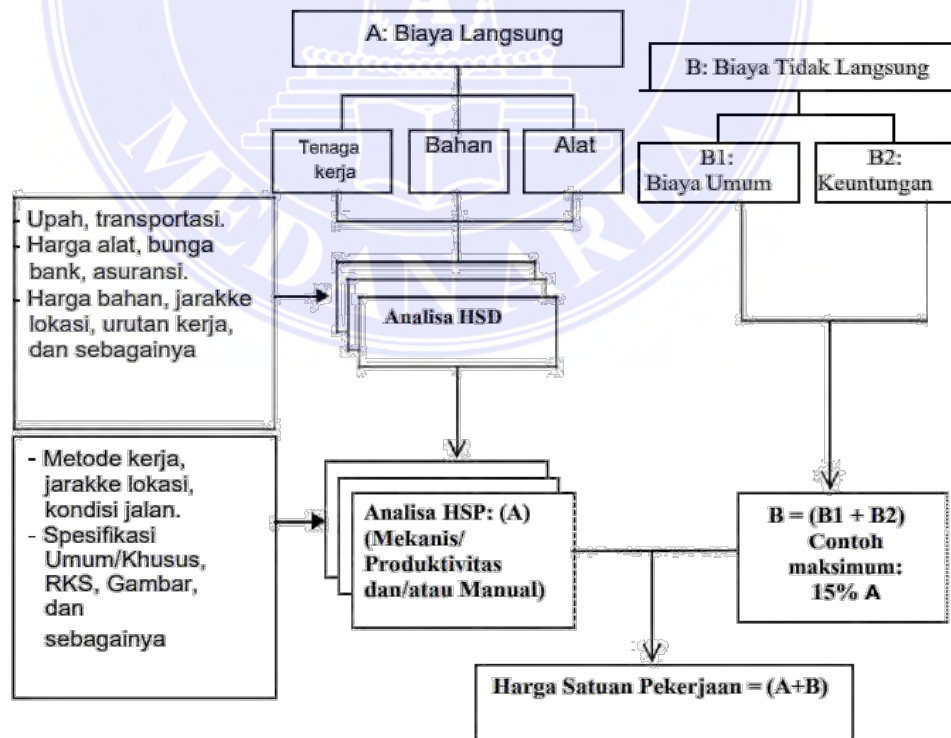 A: Biaya Langsung
B: Biaya Tidak Langsung
Tenaga
kerja
Bahan
Alat
B1:
Biaya Umum
B2:
Keuntungan
- Upah, transportasi.
- Harga alat, bunga
bank, asuransi.
- Harga bahan, jarakke
lokasi, urutan kerja,
dan sebagainya
Analisa HSD
- Metode kerja,
jarakke lokasi,
kondisi jalan.
- Spesifikasi
Umum/Khusus,
RKS, Gambar,
dan
sebagainya
Analisa HSP: (A)
(Mekanis/
Produktivitas
dan/atau Manual)
B = (B1 + B2)
Contoh
maksimum:
15% A
Harga Satuan Pekerjaan = (A+B)
MEDAN AREA